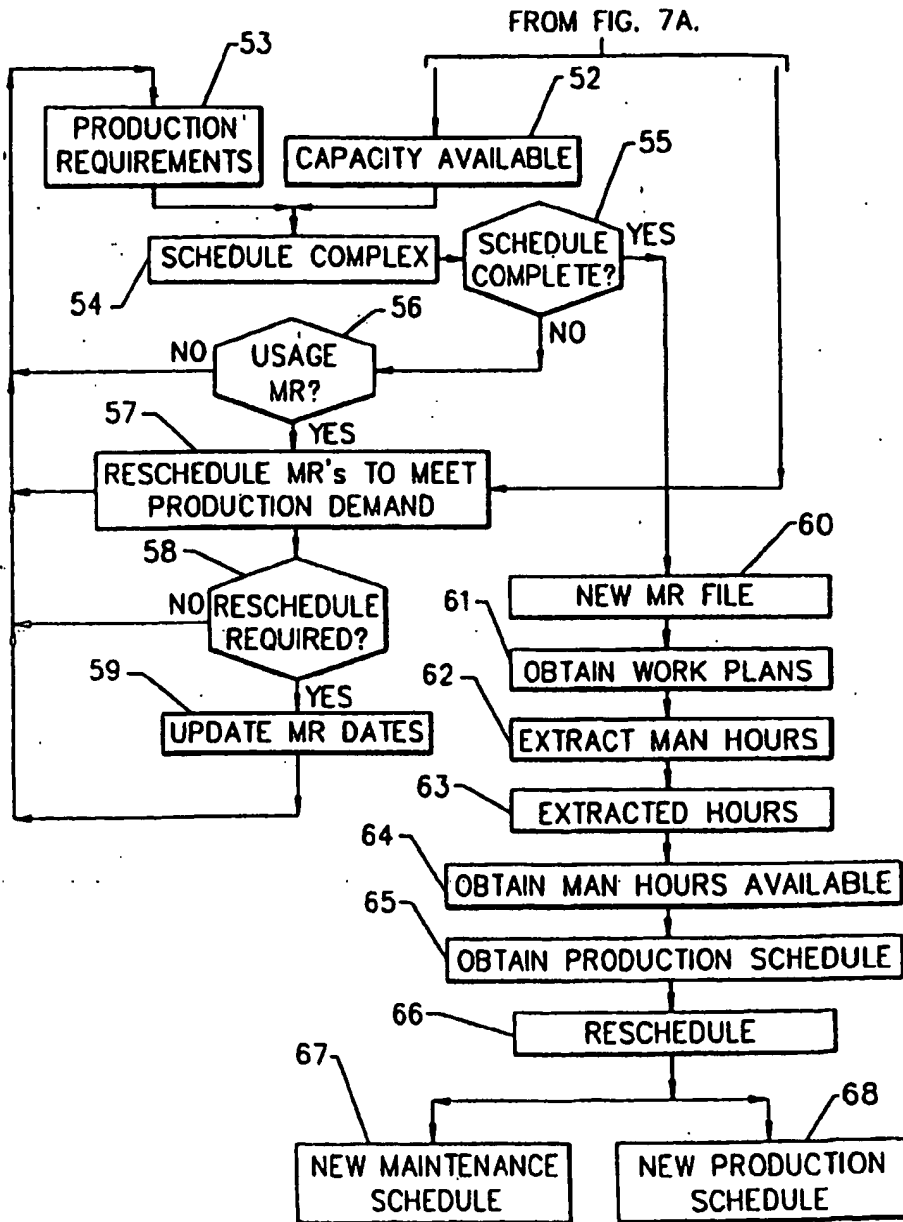 FROM FIG. 7A.
53
52
PRODUCTION
REQUIREMENTS
CAPACITY AVAILABLE
55
SCHEDULE COMPLEX
54
SCHEDULE
COMPLETE?
YES
NO
56
USAGE
MR?
NO
YES
57
RESCHEDULE MR's TO MEET
PRODUCTION DEMAND
58
RESCHEDULE
REQUIRED?
NO
YES
59
UPDATE MR DATES
60
NEW MR FILE
61
OBTAIN WORK PLANS
62
EXTRACT MAN HOURS
63
EXTRACTED HOURS
64
OBTAIN MAN HOURS AVAILABLE
65
OBTAIN PRODUCTION SCHEDULE
66
RESCHEDULE
67
NEW MAINTENANCE
SCHEDULE
68
NEW PRODUCTION
SCHEDULE